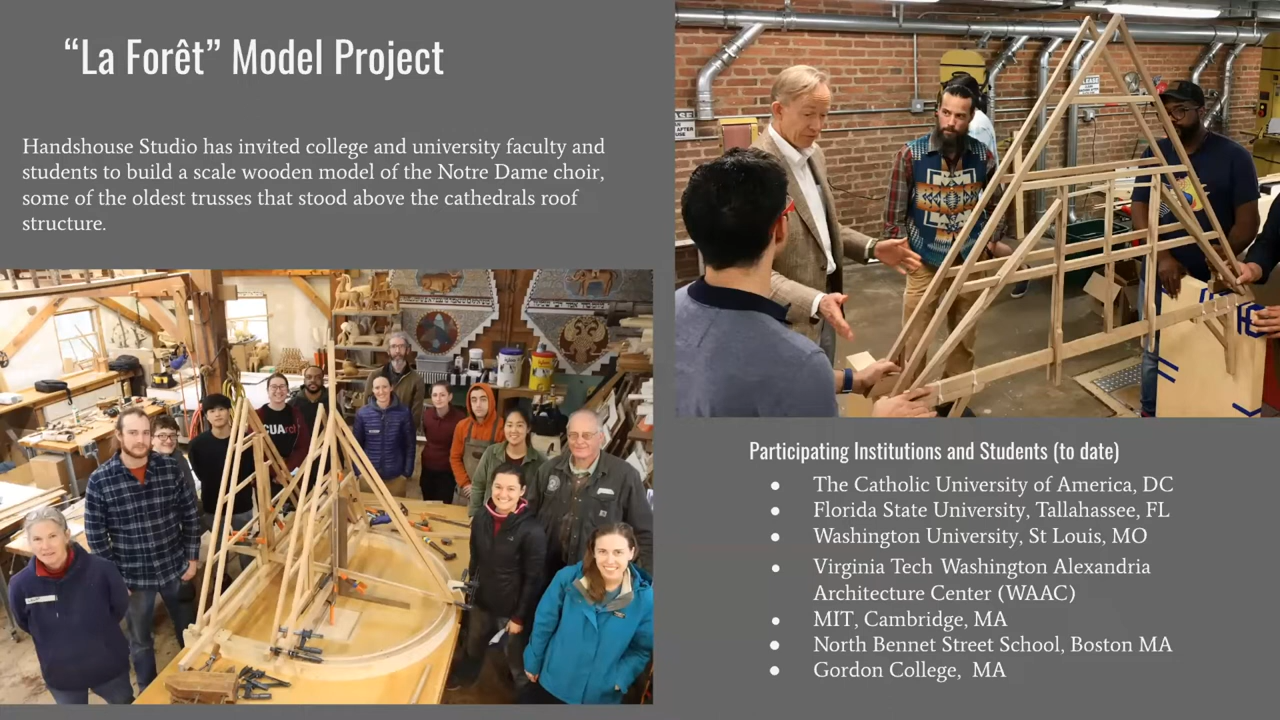 “La Forêt” Model Project
Handshouse Studio has invited college and university faculty and
students to build a scale wooden model of the Notre Dame choir,
some of the oldest trusses that stood above the cathedrals roof
structure.
CUArch
LEASE
Participating Institutions and Students (to date)
● The Catholic University of America, DC
● Florida State University, Tallahassee, FL
● Washington University, St Louis, MO
● Virginia Tech Washington Alexandria
Architecture Center (WAAC)
● MIT, Cambridge, MA
● North Bennet Street School, Boston MA
● Gordon College,  MA